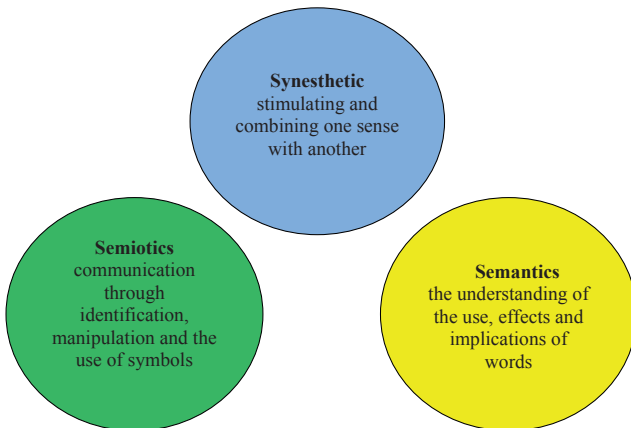 Synesthetic
stimulating and
combining one sense
with another
Semiotics
communication
through
identification,
manipulation and the
use of symbols
Semantics
the understanding of
the use, effects and
implications of
words